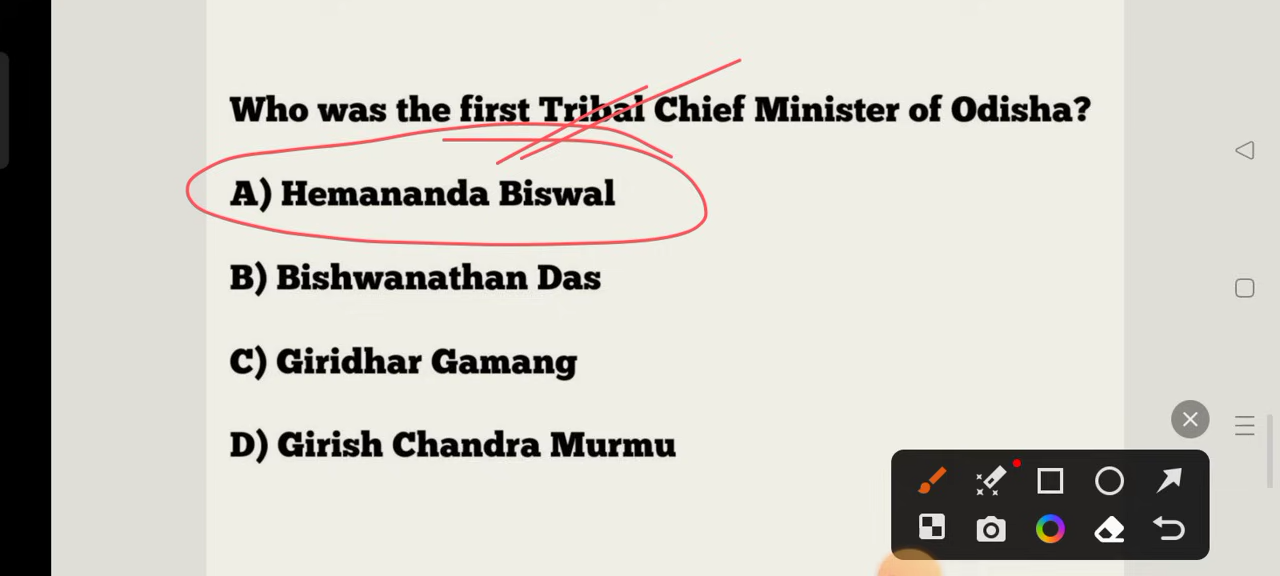 Who was the first Tribal Chief Minister of Odisha?
A) Hemananda Biswal
B) Bishwanathan Das
C) Giridhar Gamang
D) Girish Chandra Murmu